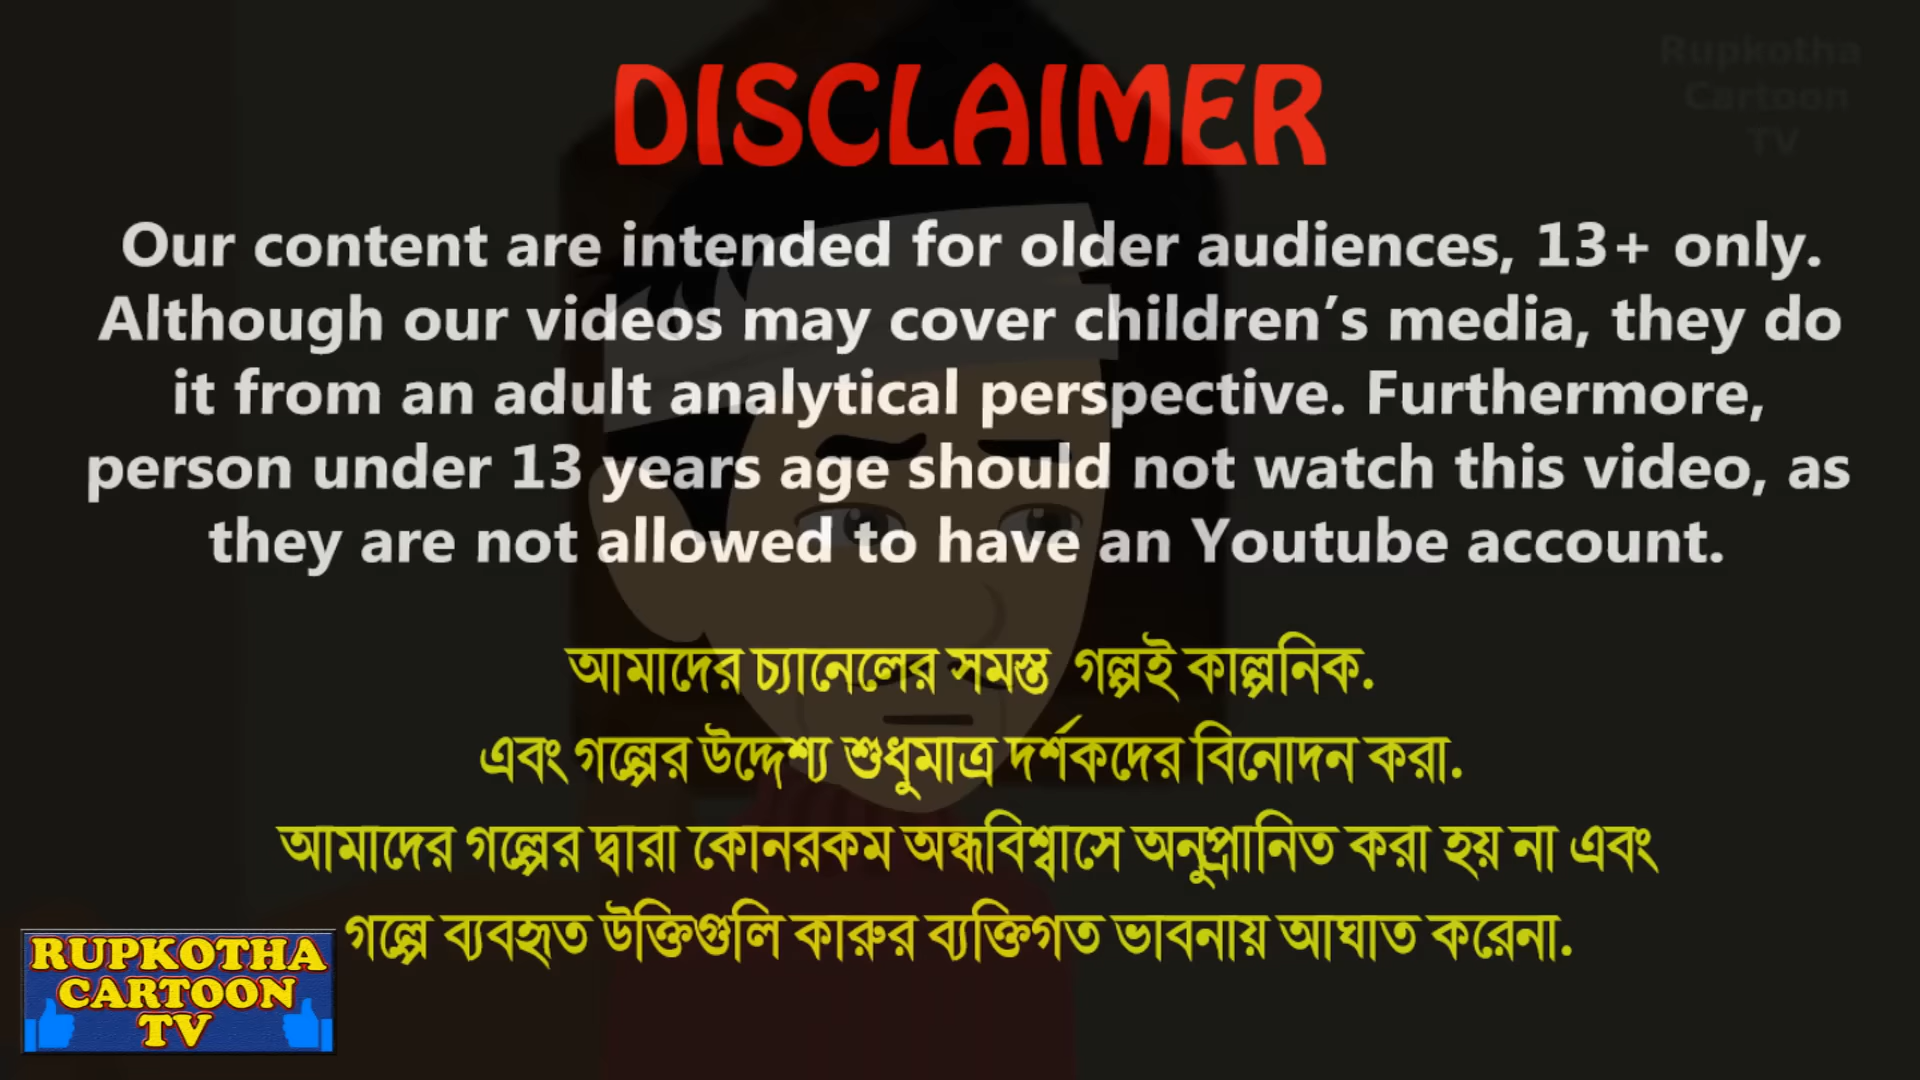 Rupkotha
Cartoon
TV
DISCLAIMER
Our content are intended for older audiences, 13+ only.
Although our videos may cover children’s media, they do
it from an adult analytical perspective. Furthermore,
person under 13 years age should not watch this video, as
they are not allowed to have an Youtube account.
আমাদের চ্যানেলের সমস্ত গল্পই কাল্পনিক.
এবং গল্পের উদ্দেশ্য শুধুমাত্র দর্শকদের বিনোদন করা.
আমাদের গল্পের দ্বারা কোনরকম অন্ধবিশ্বাসে অনুপ্রানিত করা হয় না এবং
গল্পে ব্যবহৃত উক্তিগুলি কারুর ব্যক্তিগত ভাবনায় আঘাত করেনা.
RUPKOTHA
CARTOON
TV